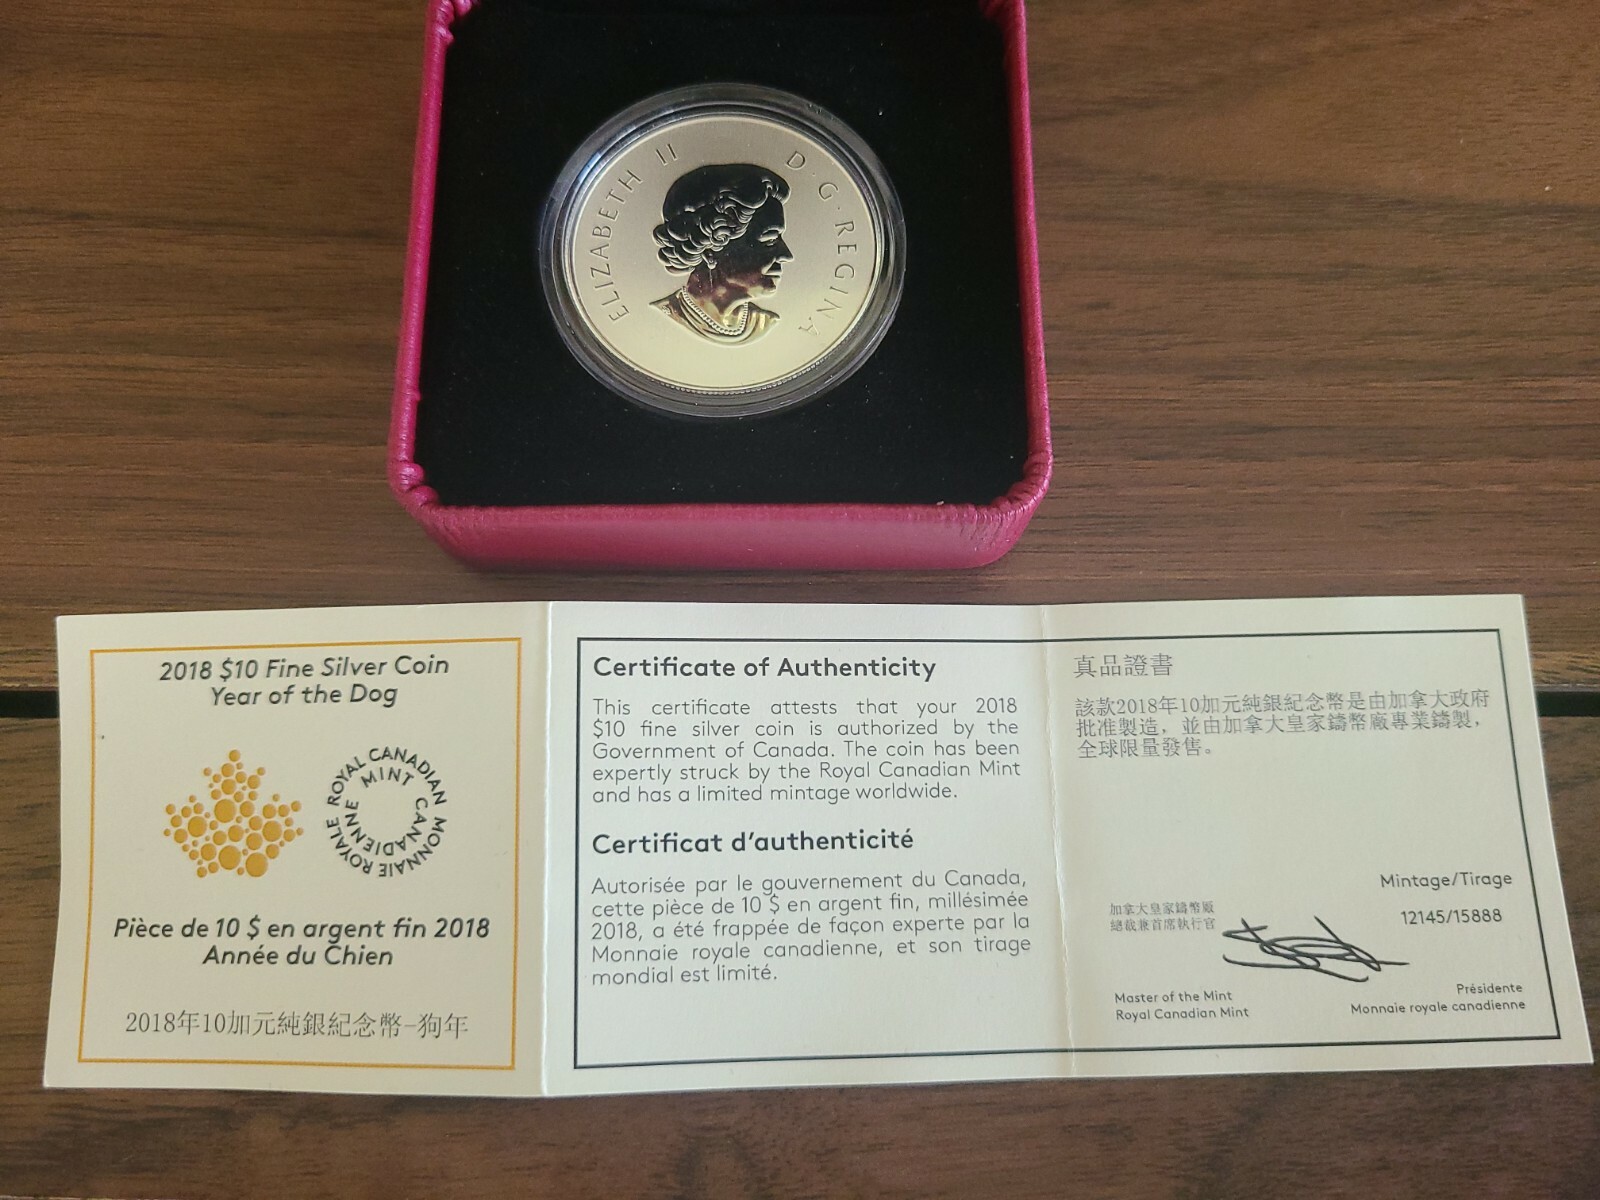 ELIZABETH II D·G·REGINA
2018 $10 Fine Silver Coin
Year of the Dog
ROYAL CANADIAN MINT
MONNAIE ROYALE CANADIENNE
Pièce de 10 $ en argent fin 2018
Année du Chien
2018年10加元純銀紀念幣-狗年
Certificate of Authenticity
This certificate attests that your 2018
$10 fine silver coin is authorized by the
Government of Canada. The coin has been
expertly struck by the Royal Canadian Mint
and has a limited mintage worldwide.
Certificat d'authenticité
Autorisée par le gouvernement du Canada,
cette pièce de 10 $ en argent fin, millésimée
2018, a été frappée de façon experte par la
Monnaie royale canadienne, et son tirage
mondial est limité.
真品證書
該款2018年10加元純銀紀念幣是由加拿大政府
批准製造，並由加拿大皇家鑄幣廠專業鑄製，
全球限量發售。
Mintage/Tirage
12145/15888
加拿大皇家鑄幣廠
總裁兼首席執行官
Master of the Mint
Royal Canadian Mint
Présidente
Monnaie royale canadienne